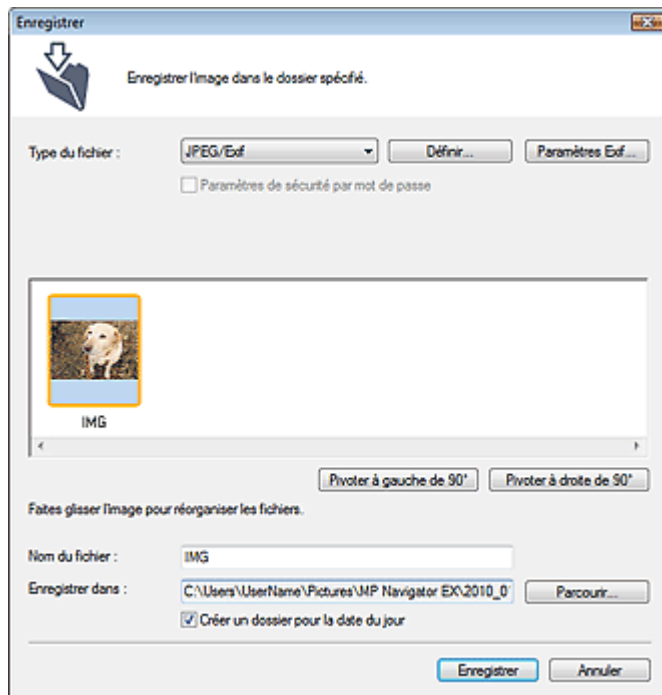 Enregistrer
Enregistrer l'image dans le dossier spécifié.
Type du fichier : JPEG/Exif Définir... Paramètres Exif...
Paramètres de sécurité par mot de passe
IMG
Pivoter à gauche de 90° Pivoter à droite de 90°
Faites glisser l'image pour réorganiser les fichiers.
Nom du fichier : IMG
Enregistrer dans : C:\Users\UserName\Pictures\MP Navigator EX\2010_0 Parcourir...
Créer un dossier pour la date du jour
Enregistrer Annuler